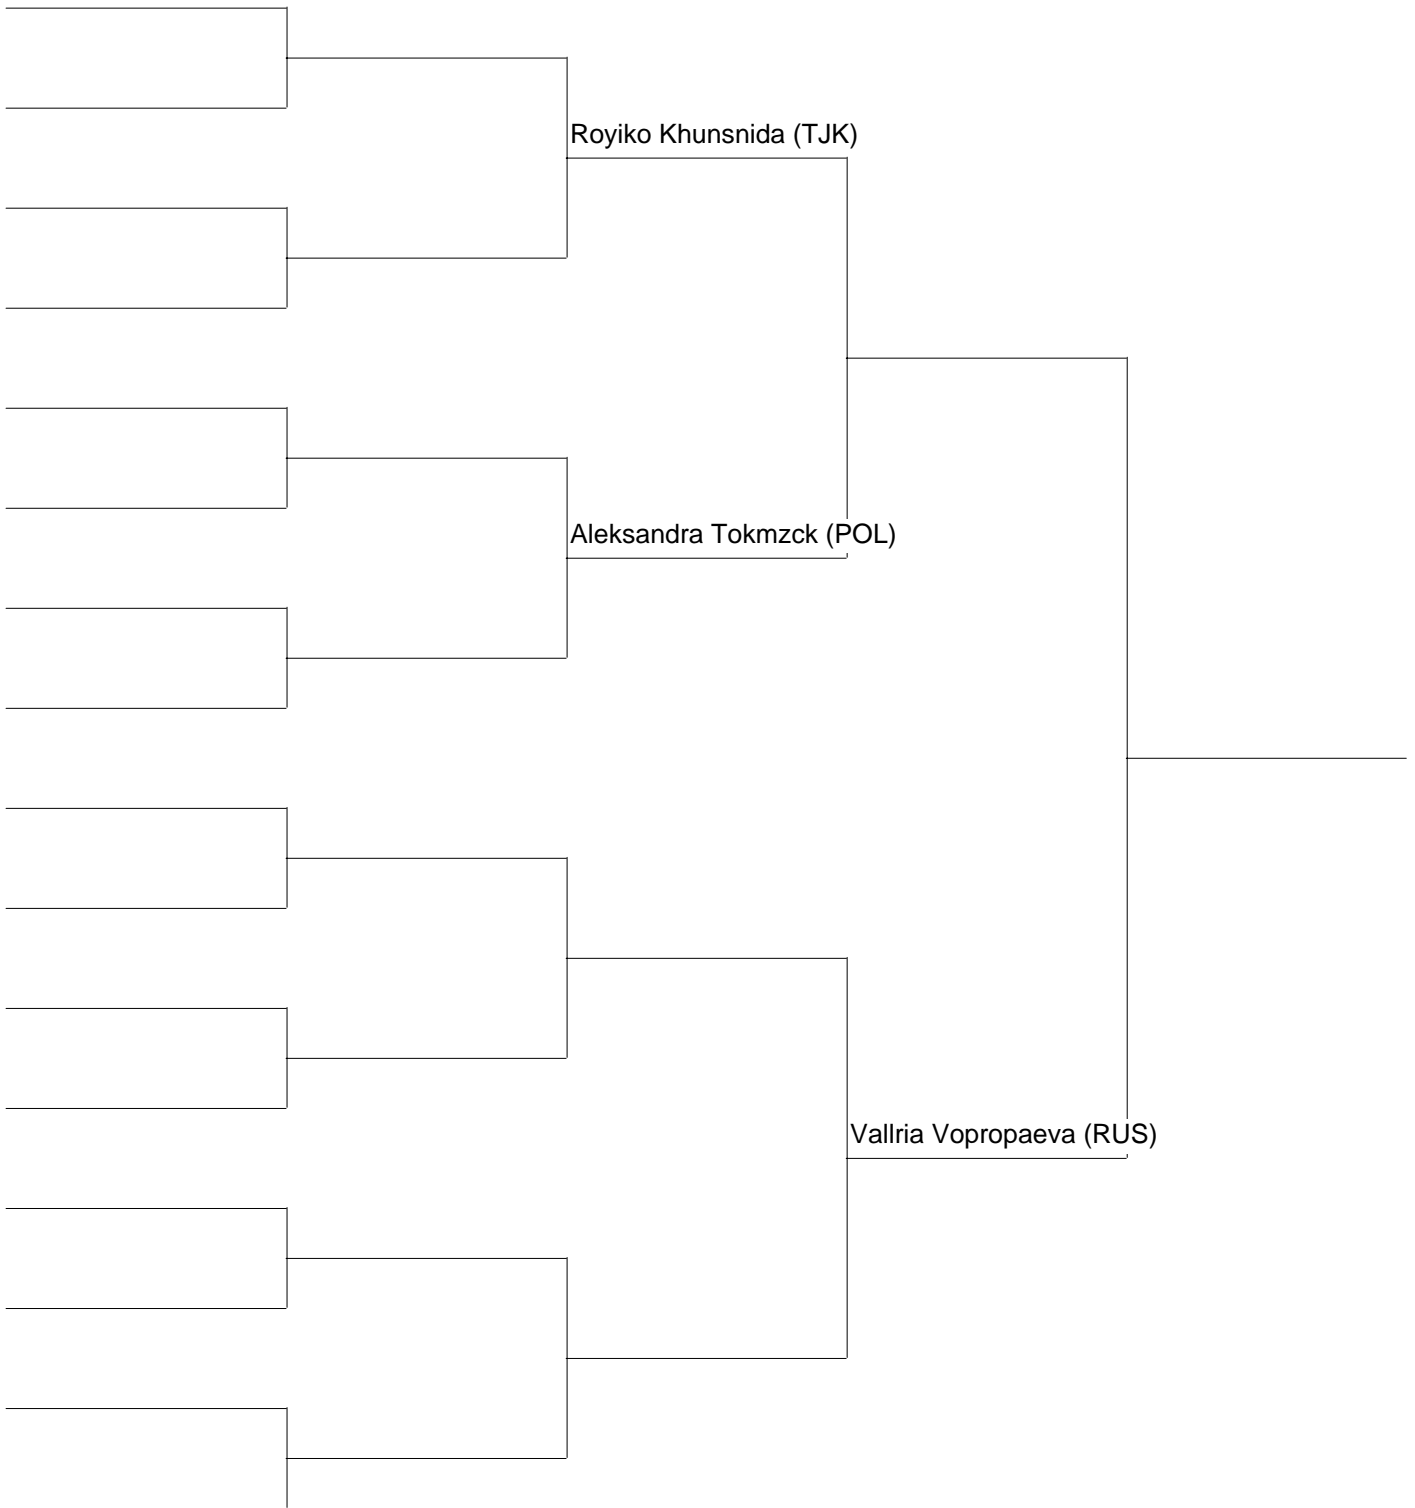 Royiko Khunsnida (TJK)
Aleksandra Tokmzck (POL)
Vallria Vopropaeva (RUS)